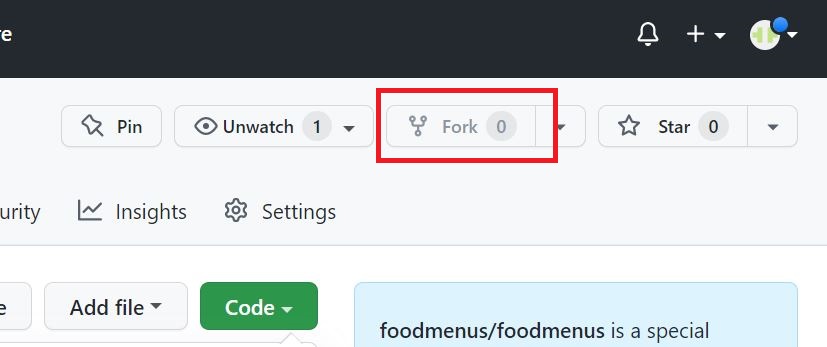 re
Pin
Unwatch 1
Fork 0
Star 0
urity
Insights
Settings
e
Add file
Code
foodmenus/foodmenus is a special